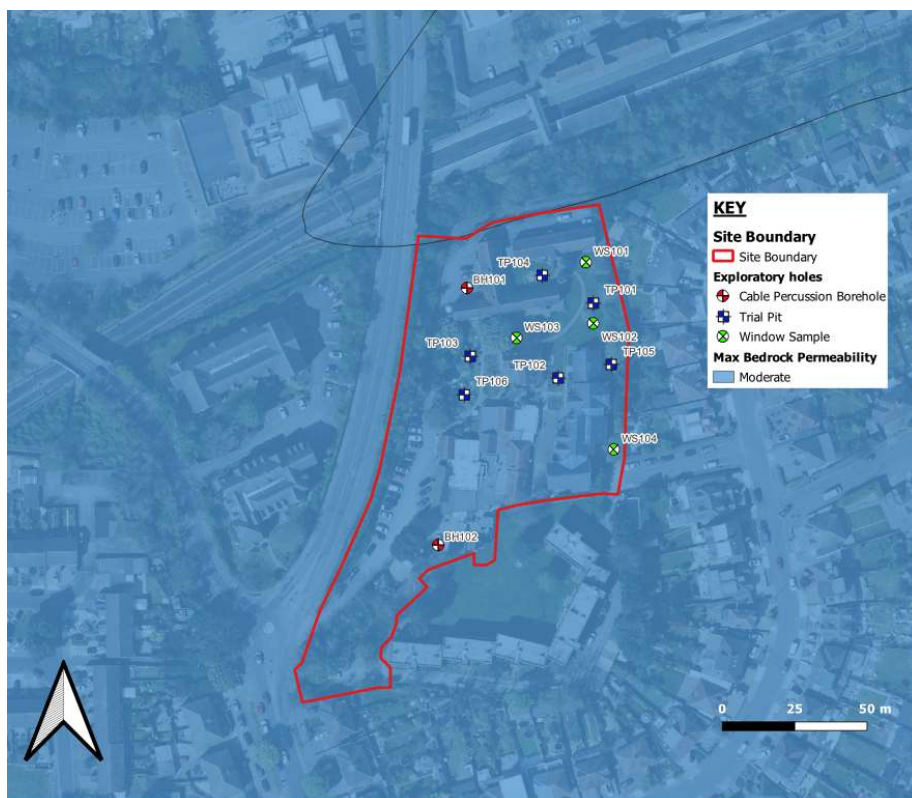 KEY
Site Boundary
Site Boundary
Exploratory holes
Cable Percussion Borehole
Trial Pit
Window Sample
Max Bedrock Permeability
Moderate
WS101
TP104
BH101
TP101
WS103
WS102
TP103
TP102
TP105
TP106
WS104
BH102
0 25 50 m